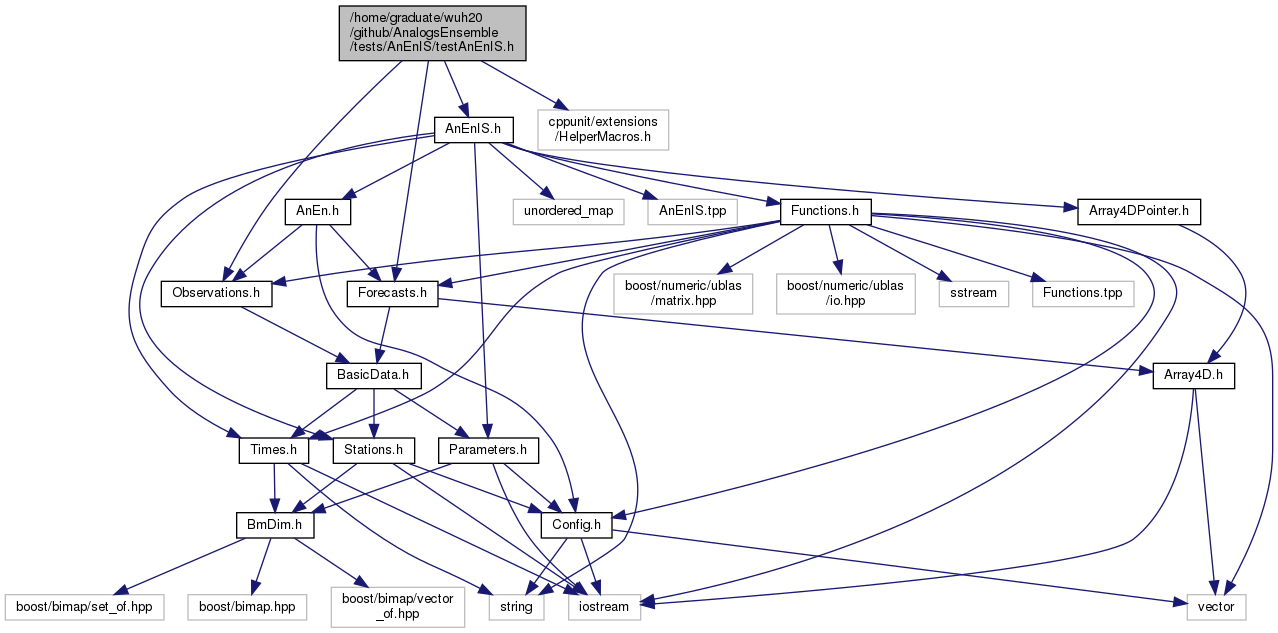 /home/graduate/wuh20
/github/AnalogsEnsemble
/tests/AnEnIS/testAnEnIS.h
cppunit/extensions
/HelperMacros.h
AnEnIS.h
AnEn.h
unordered_map
AnEnIS.tpp
Functions.h
Array4DPointer.h
Observations.h
Forecasts.h
boost/numeric/ublas
/matrix.hpp
boost/numeric/ublas
/io.hpp
sstream
Functions.tpp
BasicData.h
Array4D.h
Times.h
Stations.h
Parameters.h
BmDim.h
Config.h
boost/bimap/set_of.hpp
boost/bimap.hpp
boost/bimap/vector
_of.hpp
string
iostream
vector